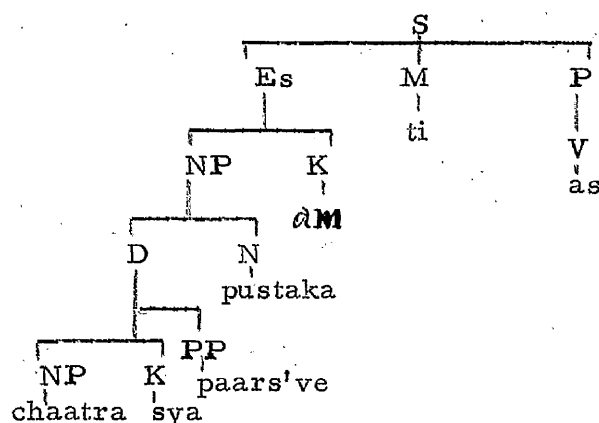 S
Es M P
ti V
NP K as
aM
D N
pustaka
PP
NP K paars've
chaatra sya